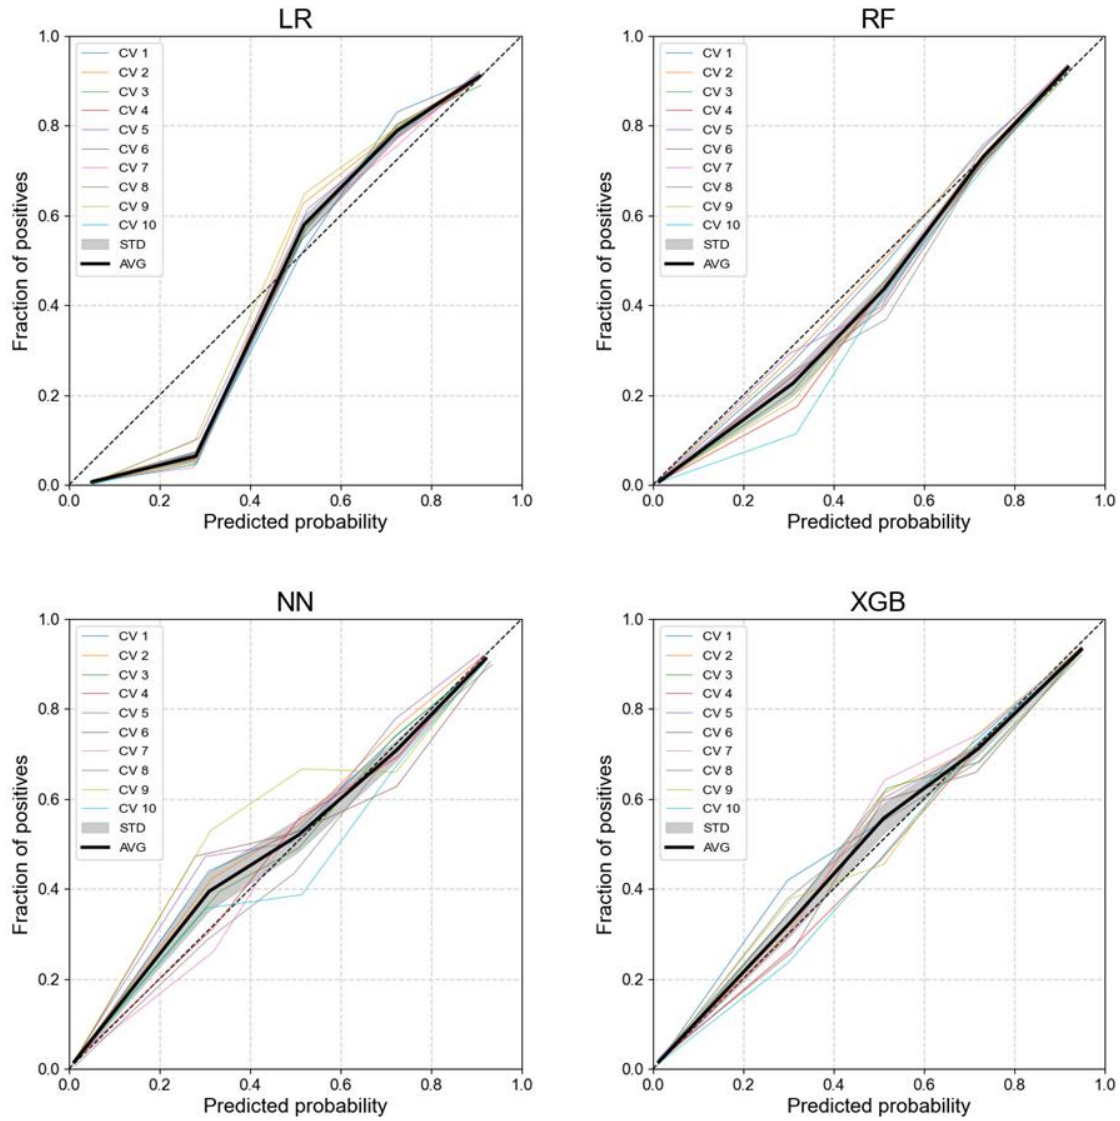 LR
1.0
0.8
0.6
0.4
0.2
0.0
Fraction of positives
CV 1
CV 2
CV 3
CV 4
CV 5
CV 6
CV 7
CV 8
CV 9
CV 10
STD
AVG
0.0 0.2 0.4 0.6 0.8 1.0
Predicted probability
RF
1.0
0.8
0.6
0.4
0.2
0.0
Fraction of positives
CV 1
CV 2
CV 3
CV 4
CV 5
CV 6
CV 7
CV 8
CV 9
CV 10
STD
AVG
0.0 0.2 0.4 0.6 0.8 1.0
Predicted probability
NN
1.0
0.8
0.6
0.4
0.2
0.0
Fraction of positives
CV 1
CV 2
CV 3
CV 4
CV 5
CV 6
CV 7
CV 8
CV 9
CV 10
STD
AVG
0.0 0.2 0.4 0.6 0.8 1.0
Predicted probability
XGB
1.0
0.8
0.6
0.4
0.2
0.0
Fraction of positives
CV 1
CV 2
CV 3
CV 4
CV 5
CV 6
CV 7
CV 8
CV 9
CV 10
STD
AVG
0.0 0.2 0.4 0.6 0.8 1.0
Predicted probability